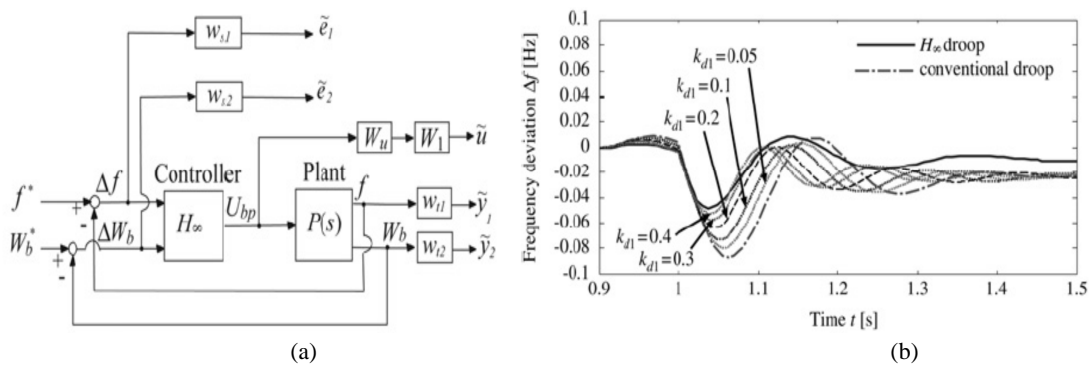 w_{s,1}
ẽ_1
w_{s,2}
ẽ_2
W_u
W_1
ũ
Controller
Plant
f^*
Δf
H_∞
U_{bp}
P(s)
f
w_{t1}
ỹ_1
W_b^*
ΔW_b
W_b
w_{t2}
ỹ_2
+
-
+
-
(a)
Frequency deviation Δf [Hz]
0.1
0.08
0.06
0.04
0.02
0
-0.02
-0.04
-0.06
-0.08
-0.1
H_∞ droop
conventional droop
k_{d1}=0.05
k_{d1}=0.1
k_{d1}=0.2
k_{d1}=0.4
k_{d1}=0.3
0.9
1
1.1
1.2
1.3
1.4
1.5
Time t [s]
(b)